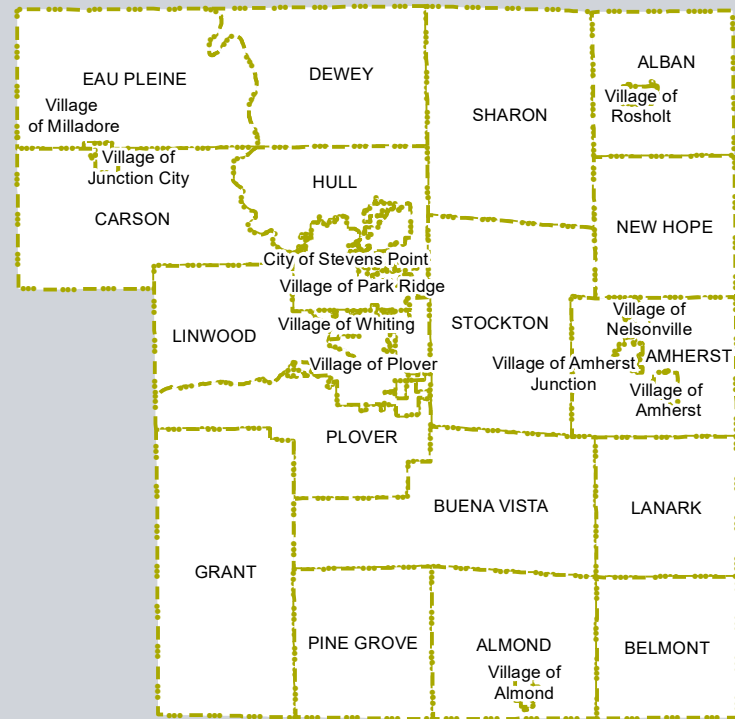 EAU PLEINE
DEWEY
SHARON
ALBAN
Village of
Rosholt
Village
of Milladore
Village of
Junction City
CARSON
HULL
NEW HOPE
City of Stevens Point
Village of Park Ridge
LINWOOD
Village of Whiting
STOCKTON
Village of
Nelsonville
Village of Plover
Village of Amherst
Junction
AMHERST
Village of
Amherst
PLOVER
BUENA VISTA
LANARK
GRANT
PINE GROVE
ALMOND
Village of
Almond
BELMONT